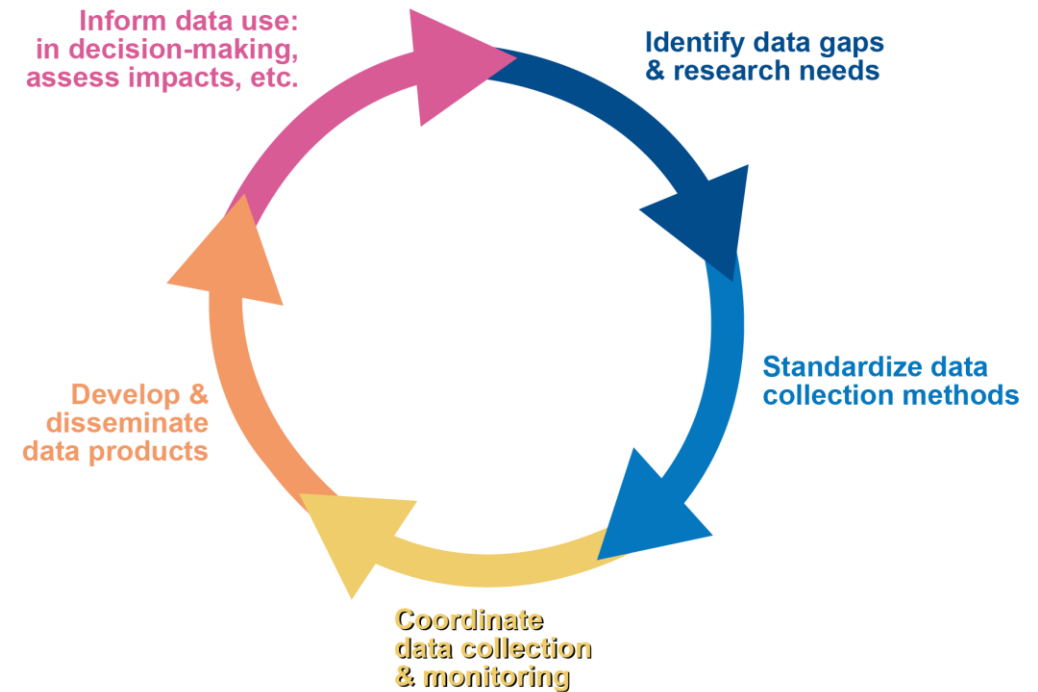 Inform data use:
in decision-making,
assess impacts, etc.
Identify data gaps
& research needs
Standardize data
collection methods
Coordinate
data collection
& monitoring
Develop &
disseminate
data products